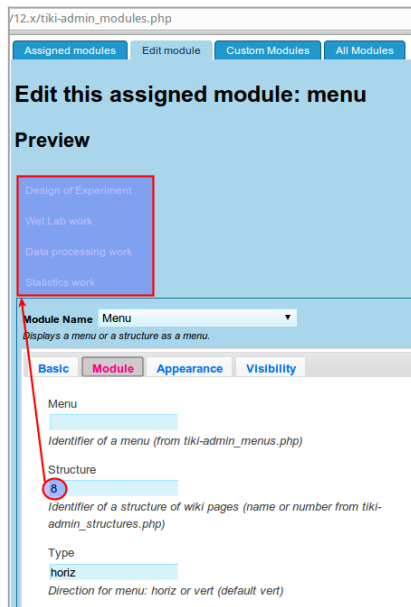 /12.x/tiki-admin_modules.php
Assigned modules Edit module Custom Modules All Modules
Edit this assigned module: menu
Preview
Design of Experiment
Wet Lab work
Data processing work
Statistics work
Module Name Menu
Displays a menu or a structure as a menu.
Basic Module Appearance Visibility
Menu
Identifier of a menu (from tiki-admin_menus.php)
Structure
8
Identifier of a structure of wiki pages (name or number from tiki-
admin_structures.php)
Type
horiz
Direction for menu: horiz or vert (default vert)